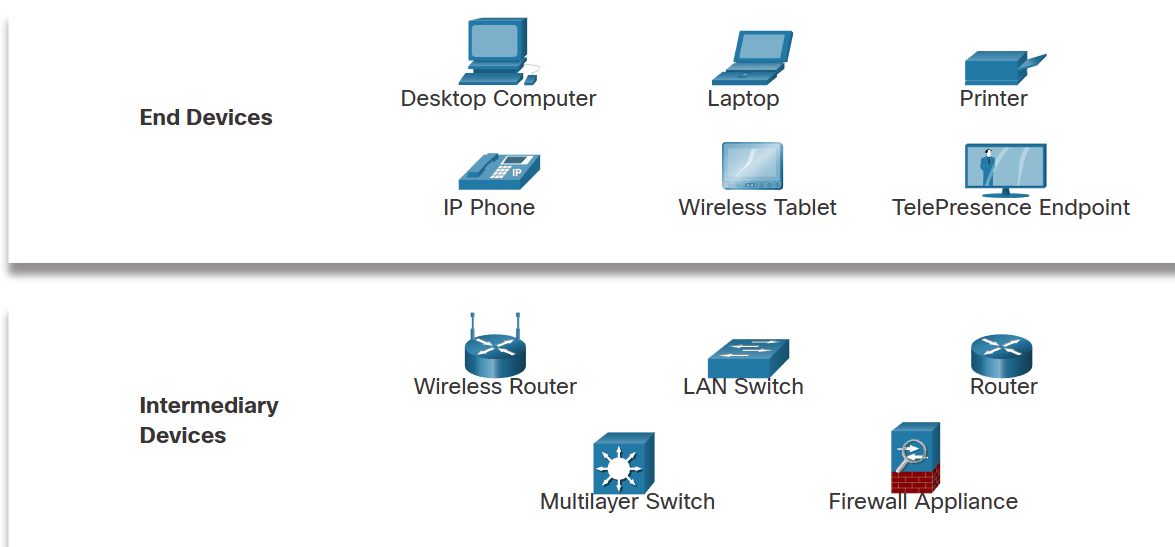 Desktop Computer
Laptop
Printer
End Devices
IP
IP Phone
Wireless Tablet
TelePresence Endpoint
Wireless Router
LAN Switch
Router
Intermediary
Devices
Multilayer Switch
Firewall Appliance